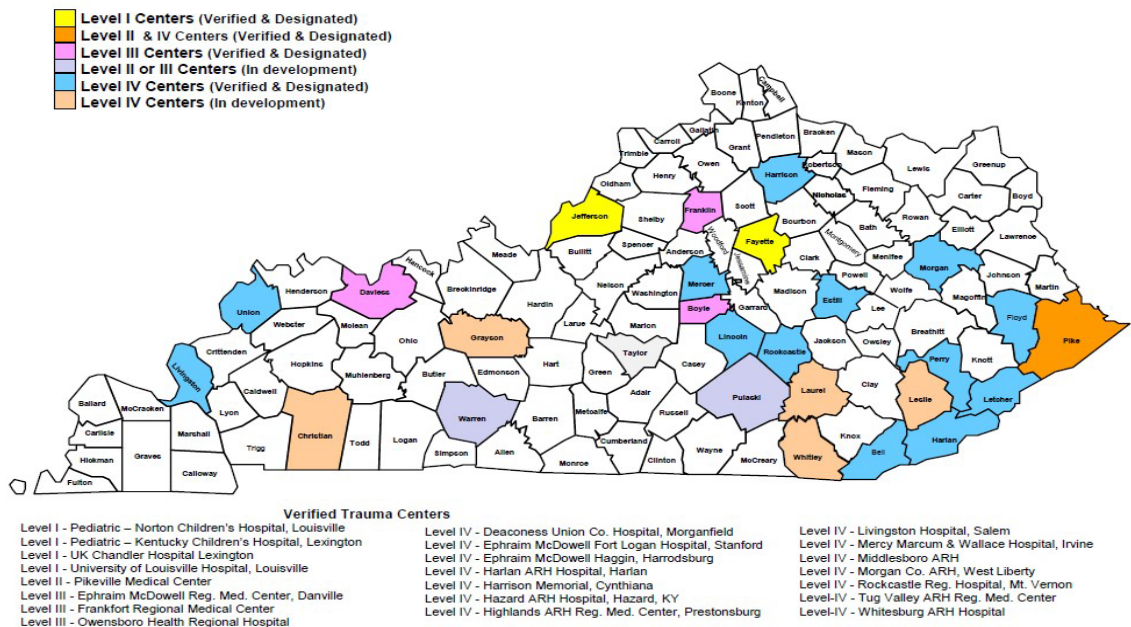 Level I Centers (Verified & Designated)
Level II & IV Centers (Verified & Designated)
Level III Centers (Verified & Designated)
Level II or III Centers (In development)
Level IV Centers (Verified & Designated)
Level IV Centers (In development)
Boone
Kenton
Campbell
Gallatin
Carroll
Trimble
Grant
Pendleton
Bracken
Mason
Robertson
Lewis
Greenup
Owen
Henry
Oldham
Harrison
Nicholas
Fleming
Carter
Boyd
Rowan
Jefferson
Shelby
Franklin
Scott
Bourbon
Bath
Elliott
Lawrence
Woodford
Fayette
Montgomery
Bullitt
Spencer
Anderson
Jessamine
Clark
Menifee
Morgan
Johnson
Martin
Meade
Hancock
Breckinridge
Hardin
Nelson
Washington
Mercer
Madison
Powell
Wolfe
Magoffin
Daviess
Henderson
Union
Webster
Mclean
Ohio
Grayson
Larue
Marion
Boyle
Garrard
Estill
Lee
Breathitt
Floyd
Pike
Crittenden
Livingston
Hopkins
Muhlenberg
Butler
Edmonson
Hart
Green
Taylor
Casey
Lincoln
Rockcastle
Jackson
Owsley
Perry
Knott
Letcher
Caldwell
Lyon
Ballard
McCracken
Carlisle
Marshall
Graves
Hickman
Fulton
Calloway
Trigg
Christian
Todd
Logan
Warren
Simpson
Allen
Barren
Metcalfe
Adair
Russell
Pulaski
Laurel
Clay
Leslie
Harlan
Monroe
Cumberland
Clinton
Wayne
McCreary
Whitley
Knox
Bell
Verified Trauma Centers
Level I - Pediatric – Norton Children's Hospital, Louisville
Level I - Pediatric – Kentucky Children's Hospital, Lexington
Level I - UK Chandler Hospital Lexington
Level I - University of Louisville Hospital, Louisville
Level II - Pikeville Medical Center
Level III - Ephraim McDowell Reg. Med. Center, Danville
Level III - Frankfort Regional Medical Center
Level III - Owensboro Health Regional Hospital
Level IV - Deaconess Union Co. Hospital, Morganfield
Level IV - Ephraim McDowell Fort Logan Hospital, Stanford
Level IV - Ephraim McDowell Haggin, Harrodsburg
Level IV - Harlan ARH Hospital, Harlan
Level IV - Harrison Memorial, Cynthiana
Level IV - Hazard ARH Hospital, Hazard, KY
Level IV - Highlands ARH Reg. Med. Center, Prestonsburg
Level IV - Livingston Hospital, Salem
Level IV - Mercy Marcum & Wallace Hospital, Irvine
Level IV - Middlesboro ARH
Level IV - Morgan Co. ARH, West Liberty
Level IV - Rockcastle Reg. Hospital, Mt. Vernon
Level-IV - Tug Valley ARH Reg. Med. Center
Level-IV - Whitesburg ARH Hospital